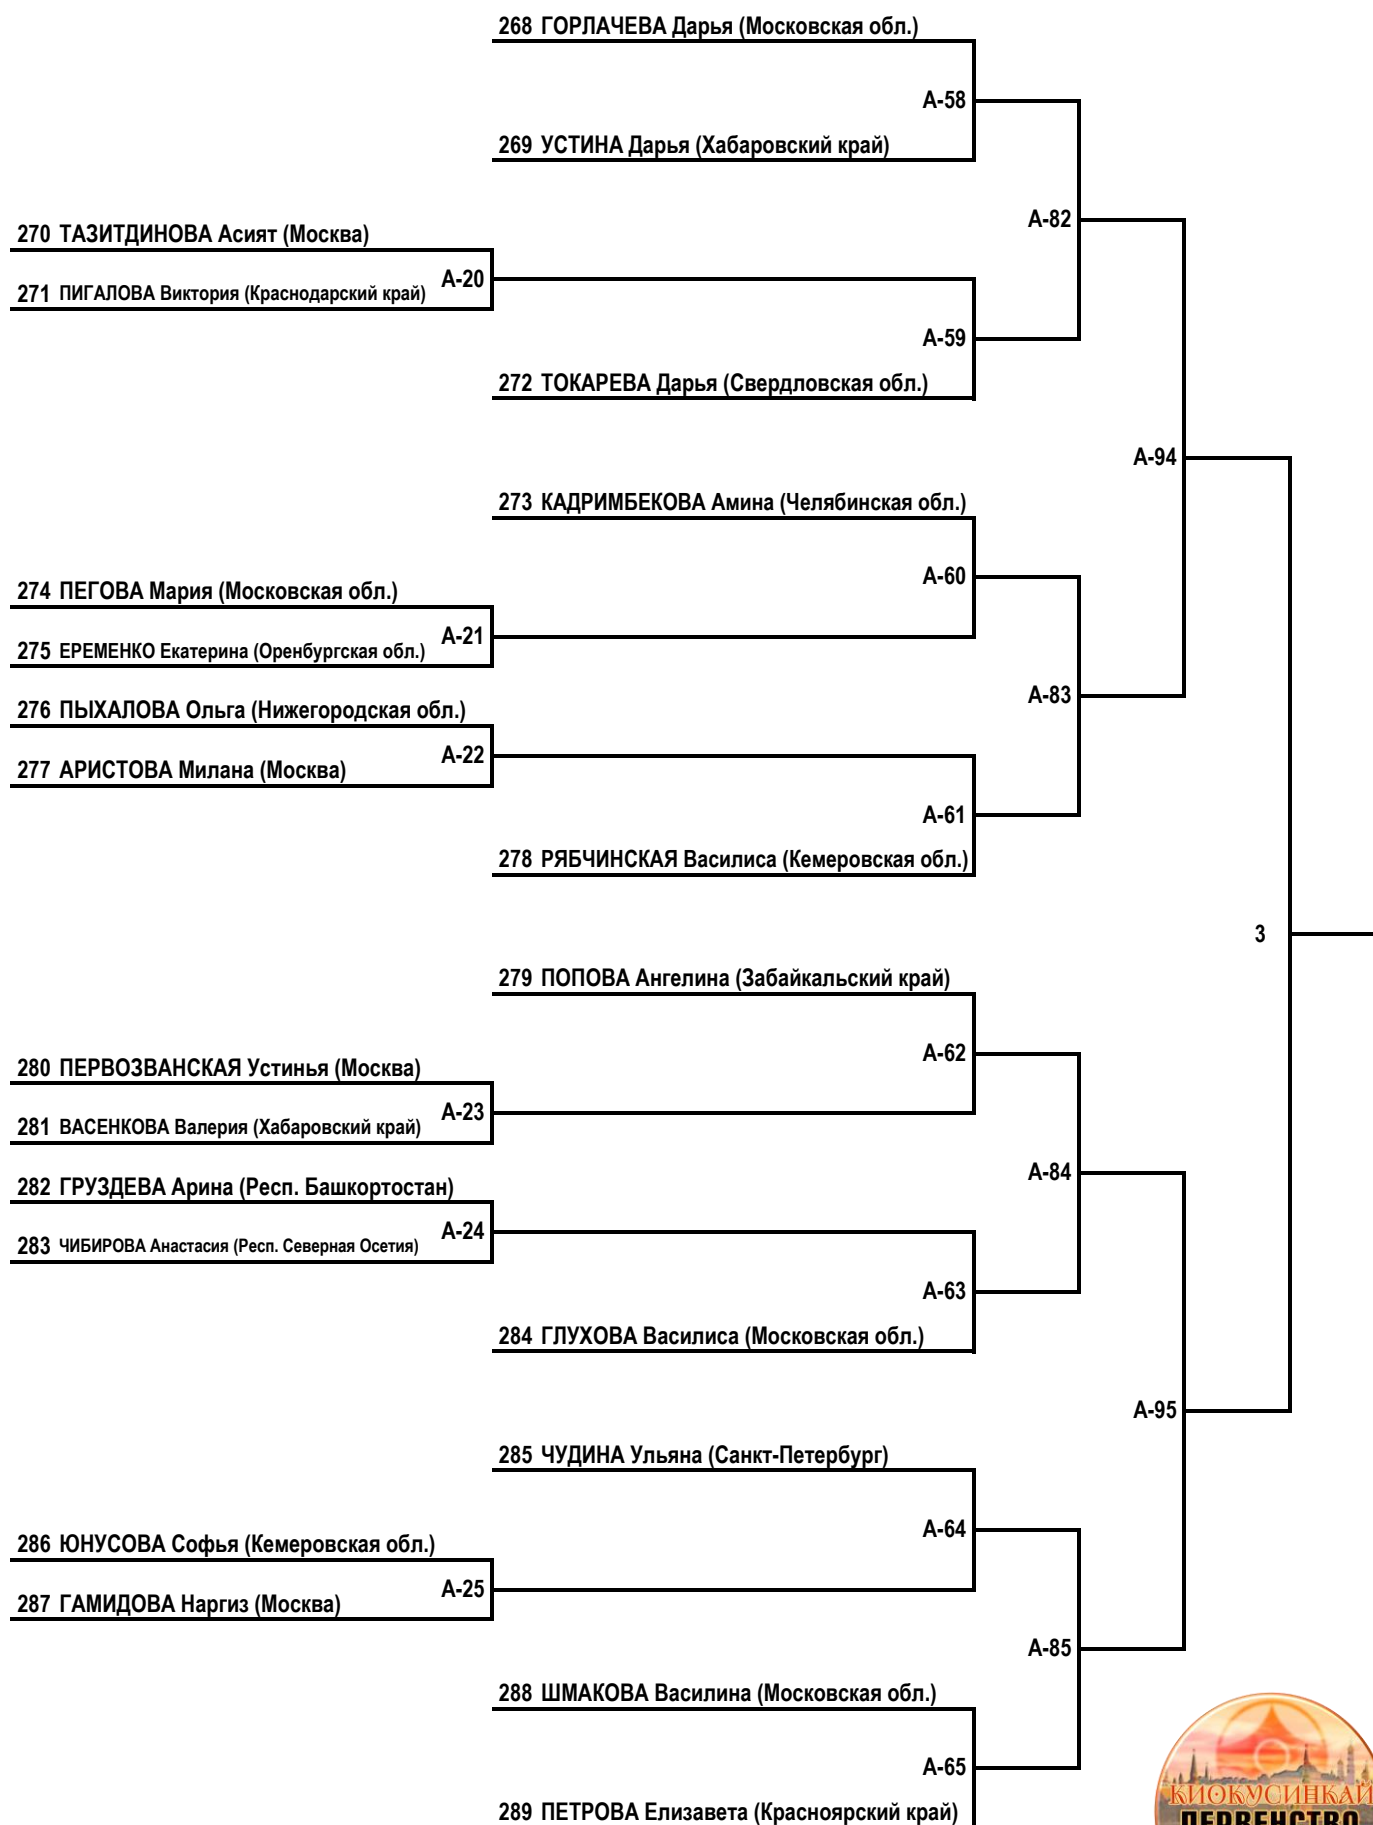 268 ГОРЛАЧЕВА Дарья (Московская обл.)
А-58
269 УСТИНА Дарья (Хабаровский край)
А-82
270 ТАЗИТДИНОВА Асият (Москва)
А-20
271 ПИГАЛОВА Виктория (Краснодарский край)
А-59
272 ТОКАРЕВА Дарья (Свердловская обл.)
А-94
273 КАДРИМБЕКОВА Амина (Челябинская обл.)
А-60
274 ПЕГОВА Мария (Московская обл.)
А-21
275 ЕРЕМЕНКО Екатерина (Оренбургская обл.)
А-83
276 ПЫХАЛОВА Ольга (Нижегородская обл.)
А-22
277 АРИСТОВА Милана (Москва)
А-61
278 РЯБЧИНСКАЯ Василиса (Кемеровская обл.)
3
279 ПОПОВА Ангелина (Забайкальский край)
А-62
280 ПЕРВОЗВАНСКАЯ Устинья (Москва)
А-23
281 ВАСЕНКОВА Валерия (Хабаровский край)
А-84
282 ГРУЗДЕВА Арина (Респ. Башкортостан)
А-24
283 ЧИБИРОВА Анастасия (Респ. Северная Осетия)
А-63
284 ГЛУХОВА Василиса (Московская обл.)
А-95
285 ЧУДИНА Ульяна (Санкт-Петербург)
А-64
286 ЮНУСОВА Софья (Кемеровская обл.)
А-25
287 ГАМИДОВА Наргиз (Москва)
А-85
288 ШМАКОВА Василина (Московская обл.)
А-65
289 ПЕТРОВА Елизавета (Красноярский край)
КИОКУСИНКАЙ
ПЕРВЕНСТВО